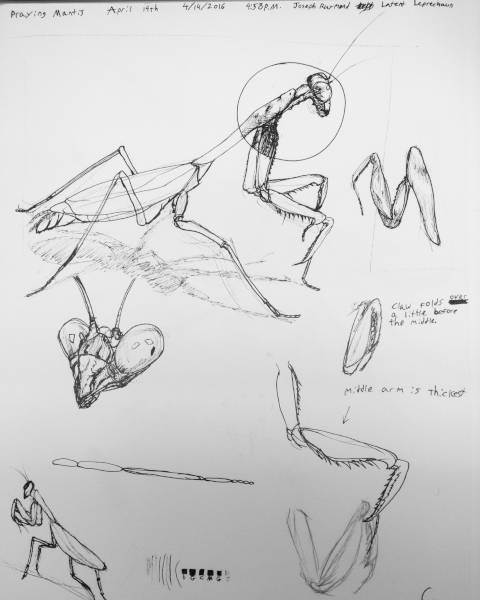 Praying Mantis April 14th 4/14/2016 4:58 P.M. Joseph Raymond Latent Leprechaun
Claw folds over
a little before
the middle.
Middle arm is thickest